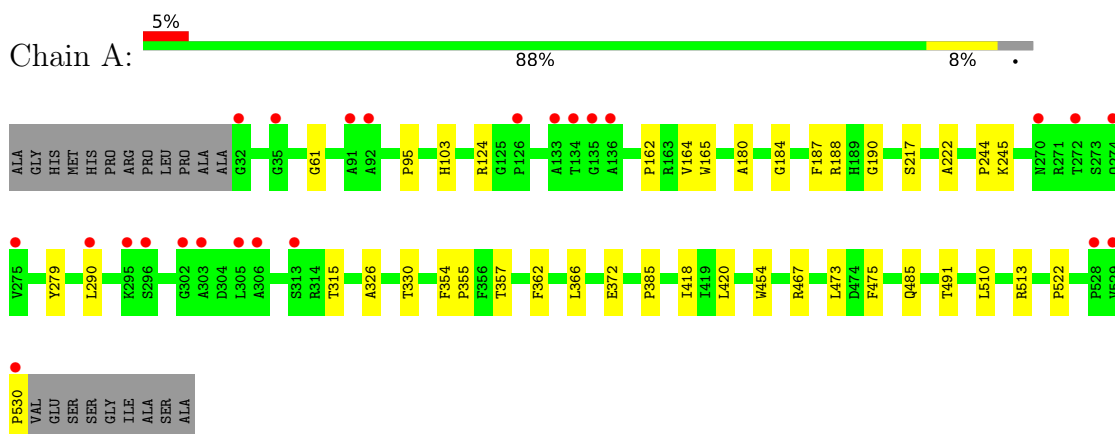 5%
Chain A:
88% 8% •
ALA GLY HIS MET HIS PRO ARG PRO LEU PRO ALA ALA G32 G35 G61 A91 A92 P95 H103 R124 G125 P126 A133 T134 G135 A136 P162 R163 V164 W165 A180 G184 F187 R188 H189 G190 S217 A222 P244 K245 N270 R271 T272 S273
V275 Y279 L290 K295 S296 G302 A303 D304 L305 A306 S313 R314 T315 A326 T330 F354 P355 F356 T357 F362 L366 E372 P385 I418 I419 L420 W454 R467 L473 D474 F475 Q485 T491 L510 R513 P522 P528
P530 VAL GLU SER SER GLY ILE ALA SER ALA